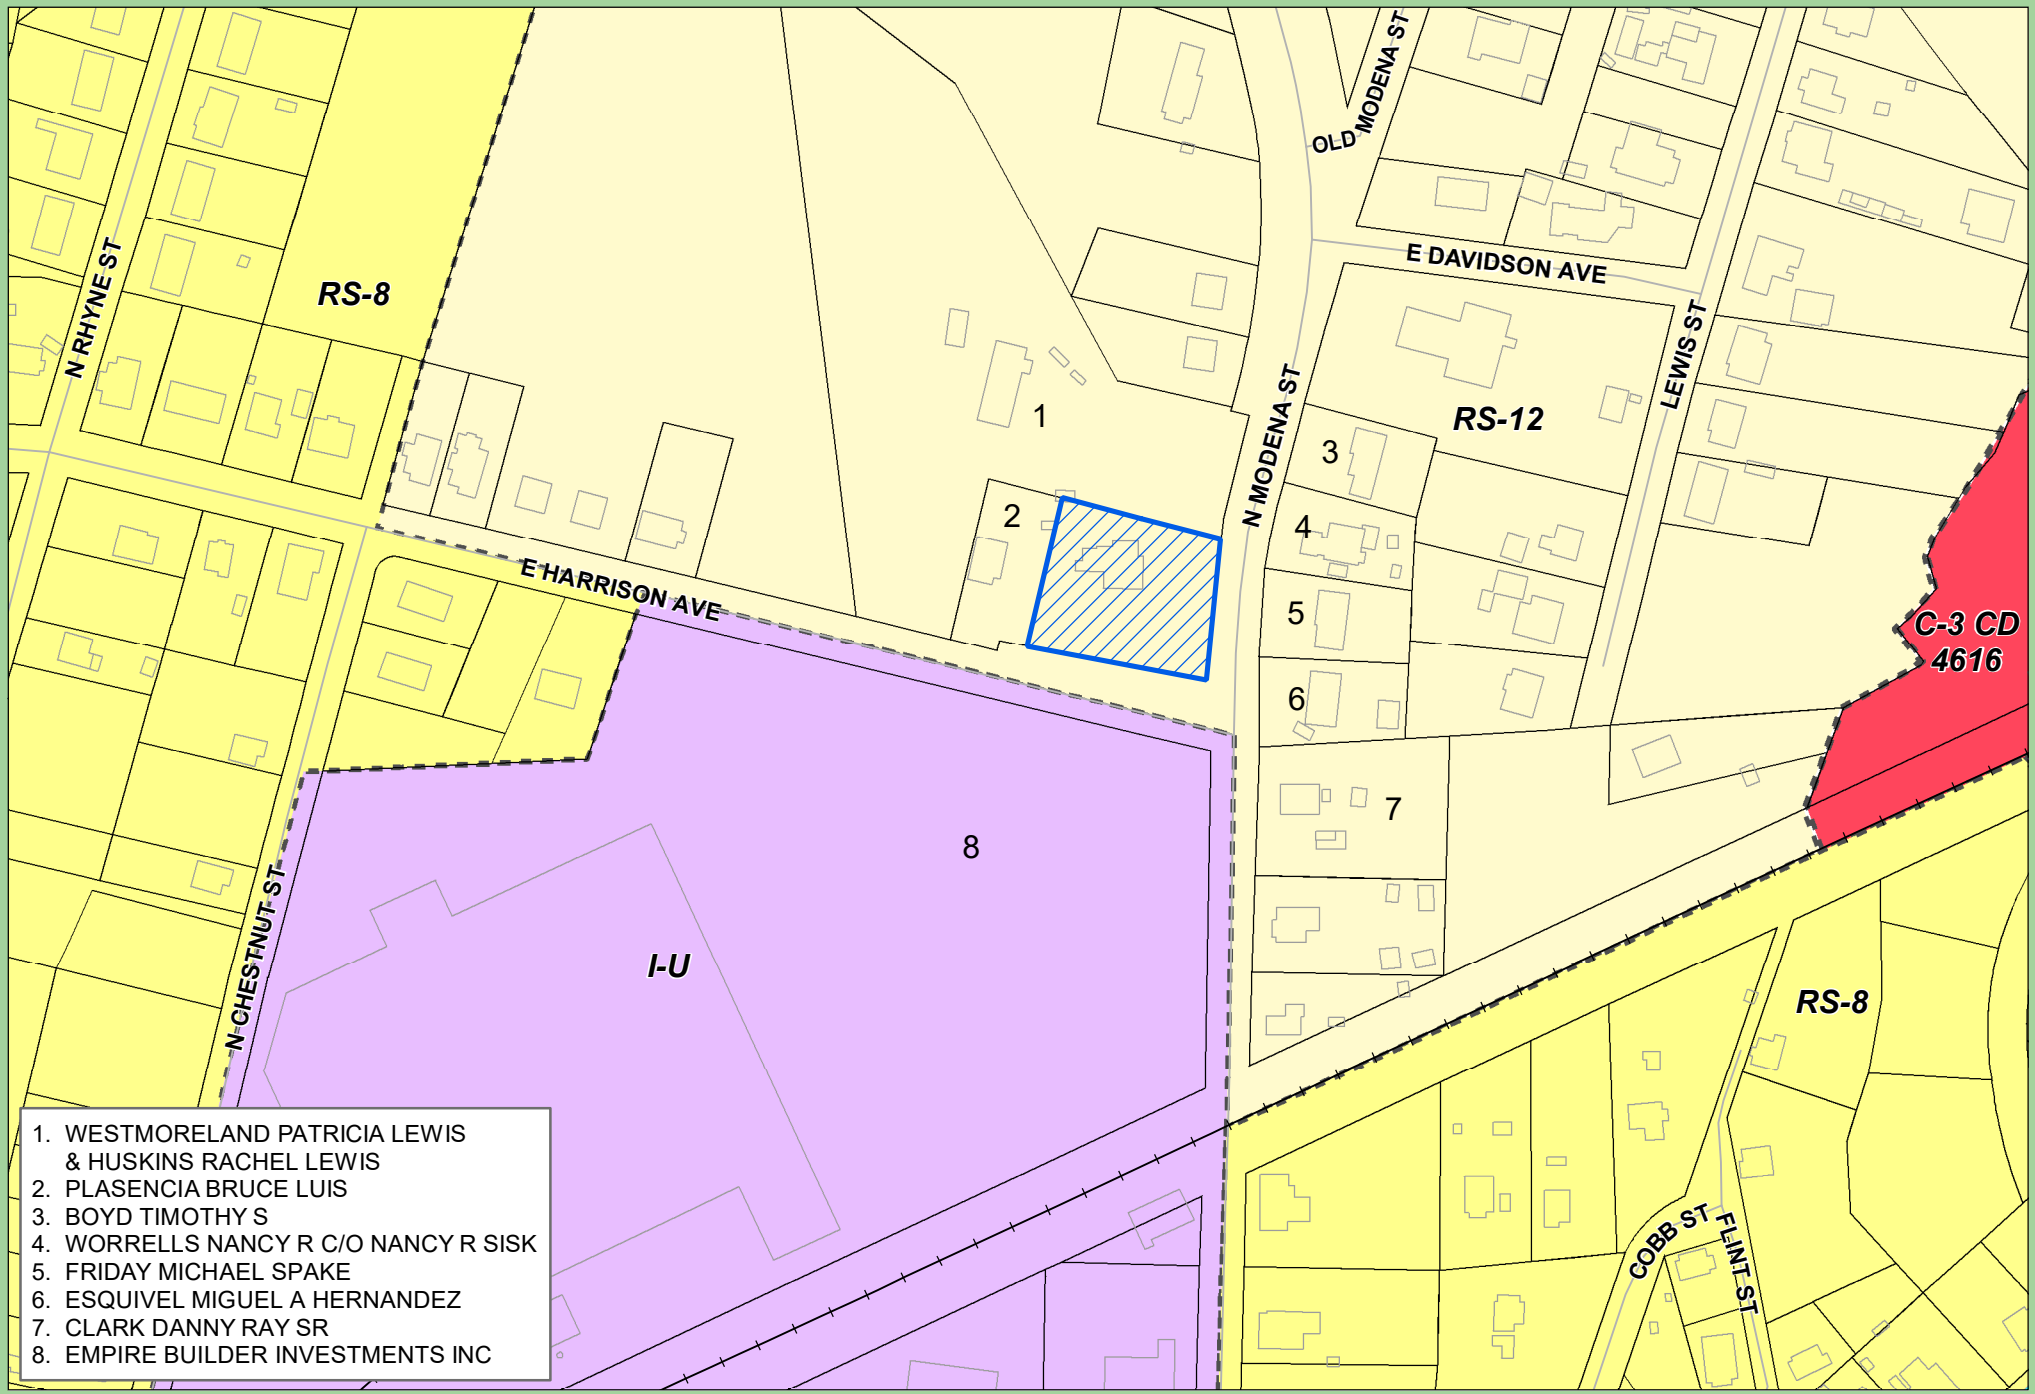 OLD MODENA ST
E DAVIDSON AVE
N RHYNE ST
RS-8
LEWIS ST
N MODENA ST
1
RS-12
3
2
4
E HARRISON AVE
5
C-3 CD
4616
6
7
8
N CHESTNUT ST
I-U
RS-8
COBB ST
FLINT ST
1. WESTMORELAND PATRICIA LEWIS
& HUSKINS RACHEL LEWIS
2. PLASENCIA BRUCE LUIS
3. BOYD TIMOTHY S
4. WORRELLS NANCY R C/O NANCY R SISK
5. FRIDAY MICHAEL SPAKE
6. ESQUIVEL MIGUEL A HERNANDEZ
7. CLARK DANNY RAY SR
8. EMPIRE BUILDER INVESTMENTS INC